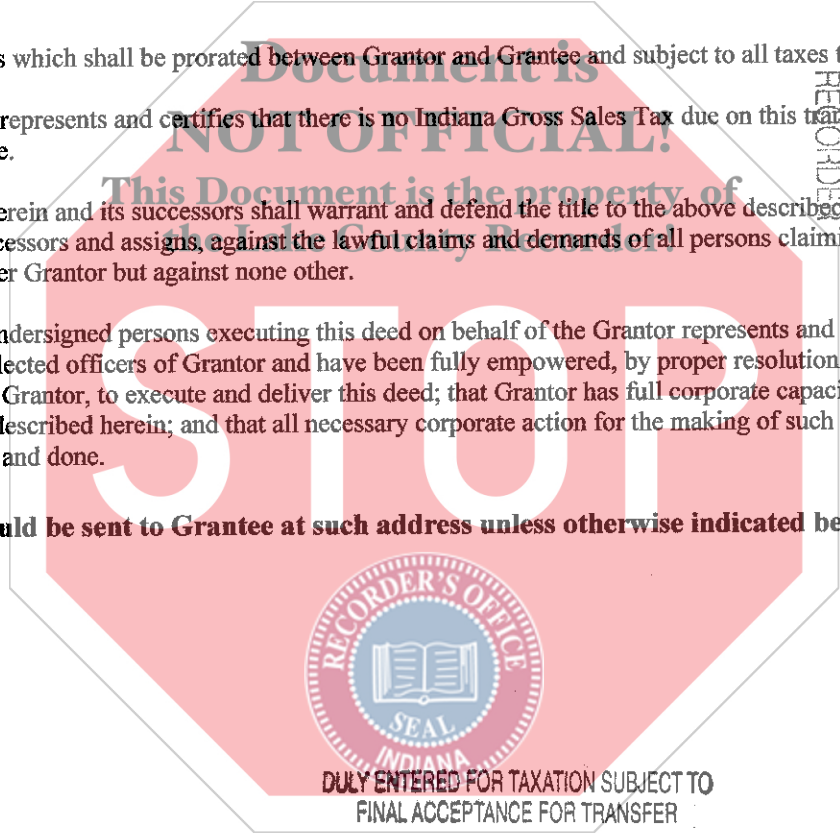 Document is
s which shall be prorated between Grantor and Grantee and subject to all taxes t
NOT OFFICIAL!
represents and certifies that there is no Indiana Gross Sales Tax due on this tran
e.
RECORDER
This Document is the property of
erein and its successors shall warrant and defend the title to the above described
the Lake County Recorder!
cessors and assigns, against the lawful claims and demands of all persons claimi
er Grantor but against none other.
STOP
ndersigned persons executing this deed on behalf of the Grantor represents and
lected officers of Grantor and have been fully empowered, by proper resolution
Grantor, to execute and deliver this deed; that Grantor has full corporate capaci
described herein; and that all necessary corporate action for the making of such
and done.
uld be sent to Grantee at such address unless otherwise indicated be
RECORDER'S OFFICE
SEAL
INDIANA
DULY ENTERED FOR TAXATION SUBJECT TO
FINAL ACCEPTANCE FOR TRANSFER